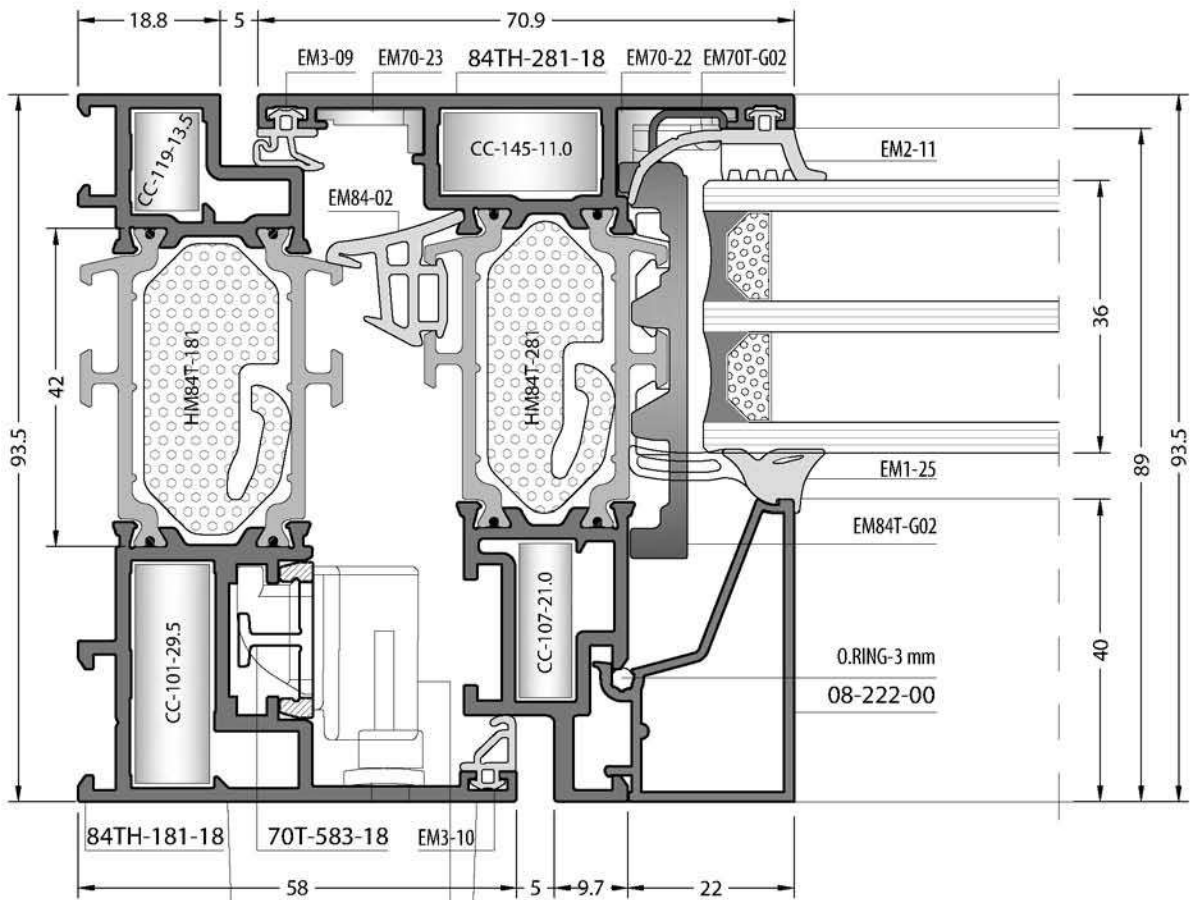 18.8
5
70.9
EM3-09
EM70-23
84TH-281-18
EM70-22
EM70T-G02
CC-119-13.5
CC-145-11.0
EM2-11
EM84-02
HM84T-181
HM84T-281
42
93.5
36
89
93.5
EM1-25
EM84T-G02
CC-101-29.5
CC-107-21.0
O.RING-3 mm
08-222-00
40
84TH-181-18
70T-583-18
EM3-10
58
5
9.7
22